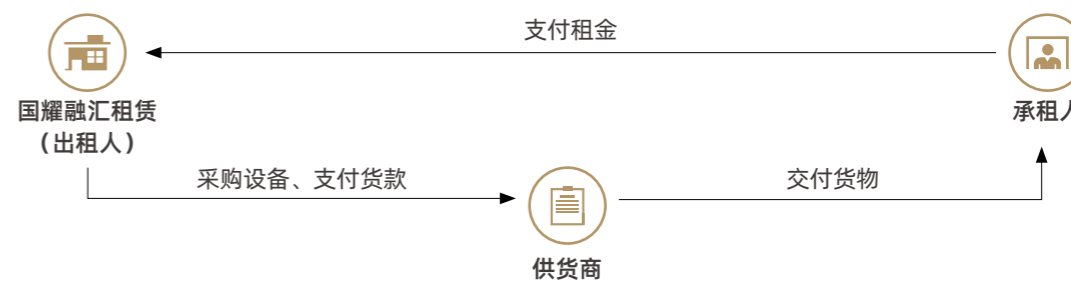 支付租金
国耀融汇租赁
（出租人）
承租人
采购设备、支付货款
交付货物
供货商